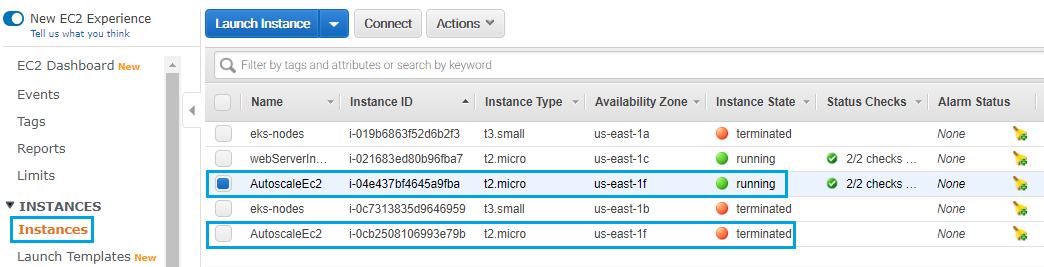 New EC2 Experience
Tell us what you think
EC2 Dashboard New
Events
Tags
Reports
Limits
INSTANCES
Instances
Launch Templates New
Launch Instance Connect Actions
Filter by tags and attributes or search by keyword
Name Instance ID Instance Type Availability Zone Instance State Status Checks Alarm Status
eks-nodes i-019b6863f52d6b2f3 t3.small us-east-1a terminated None
webServerIn... i-021683ed80b96fba7 t2.micro us-east-1c running 2/2 checks ... None
AutoscaleEc2 i-04e437bf4645a9fba t2.micro us-east-1f running 2/2 checks ... None
eks-nodes i-0c7313835d9646959 t3.small us-east-1b terminated None
AutoscaleEc2 i-0cb2508106993e79b t2.micro us-east-1f terminated None